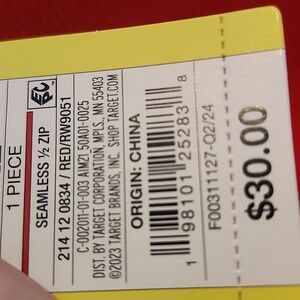 1 PIECE
SEAMLESS ½ ZIP
214 12 0834 / RED/RW9051
C-002011-01-003 AIM21 50A01-0025
DIST. BY TARGET CORPORATION, MPLS, MN 55403
©2023 TARGET BRANDS, INC. SHOP TARGET.COM
ORIGIN: CHINA
1 98101 25283 8
F00311127-Q2/24
$30.00